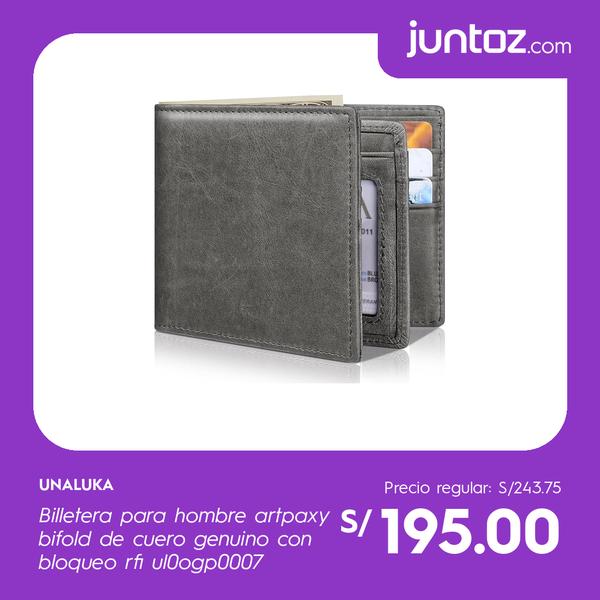 juntoz.com
UNALUKA
Billetera para hombre artpaxy
bifold de cuero genuino con
bloqueo rfi ul0ogp0007
Precio regular: S/243.75
S/195.00